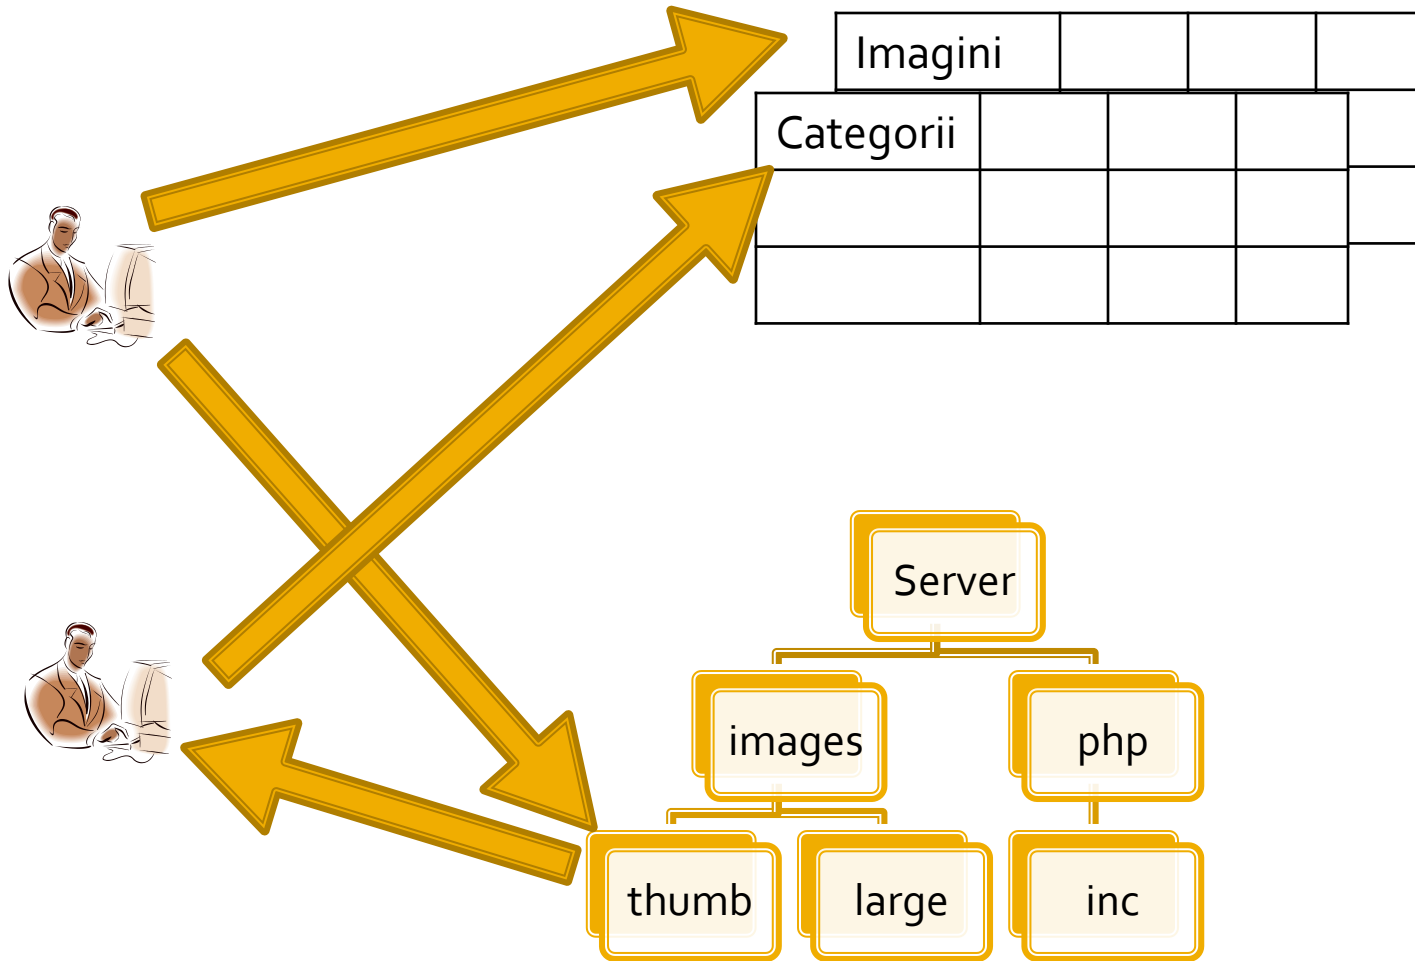 Imagini
Categorii
Server
images
php
thumb
large
inc